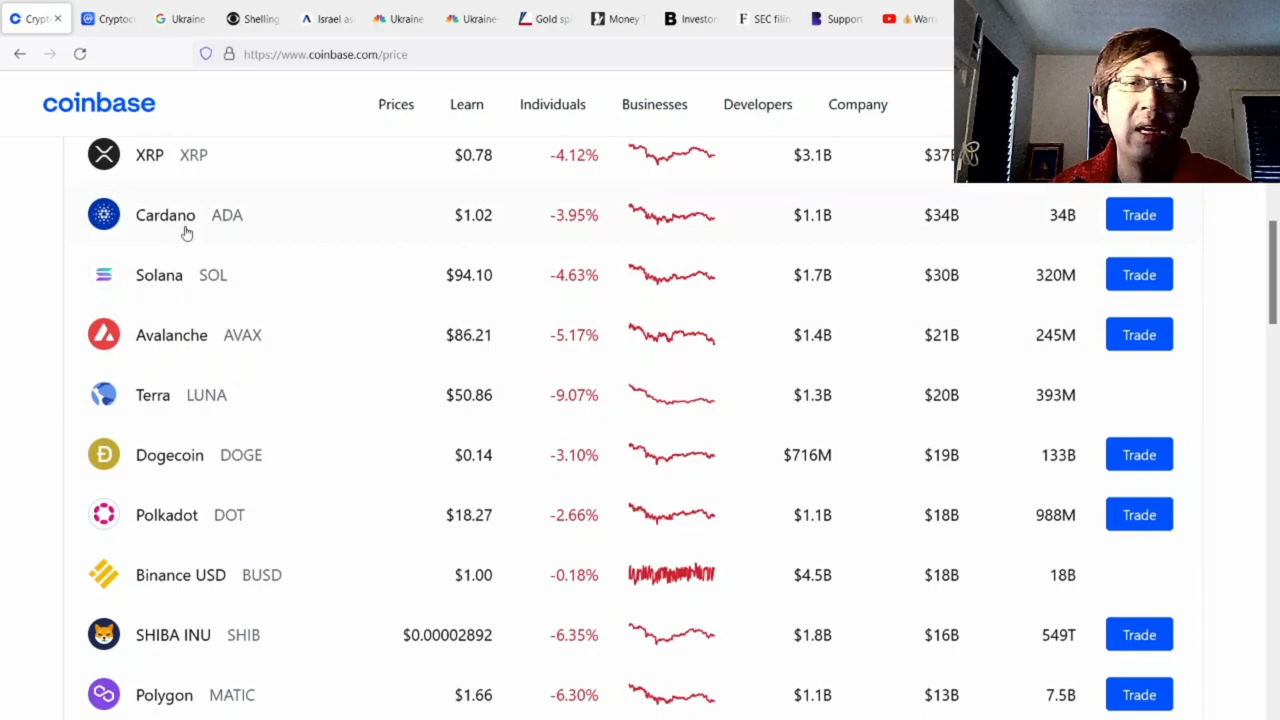 Crypto Cryptoc Ukraine Shelling Israel as Ukraine Ukraine- Gold sp Money Investor SEC filin Support Warn
https://www.coinbase.com/price
coinbase Prices Learn Individuals Businesses Developers Company
XRP XRP $0.78 -4.12% $3.1B $37B
Cardano ADA $1.02 -3.95% $1.1B $34B 34B Trade
Solana SOL $94.10 -4.63% $1.7B $30B 320M Trade
Avalanche AVAX $86.21 -5.17% $1.4B $21B 245M Trade
Terra LUNA $50.86 -9.07% $1.3B $20B 393M
Dogecoin DOGE $0.14 -3.10% $716M $19B 133B Trade
Polkadot DOT $18.27 -2.66% $1.1B $18B 988M Trade
Binance USD BUSD $1.00 -0.18% $4.5B $18B 18B
SHIBA INU SHIB $0.00002892 -6.35% $1.8B $16B 549T Trade
Polygon MATIC $1.66 -6.30% $1.1B $13B 7.5B Trade